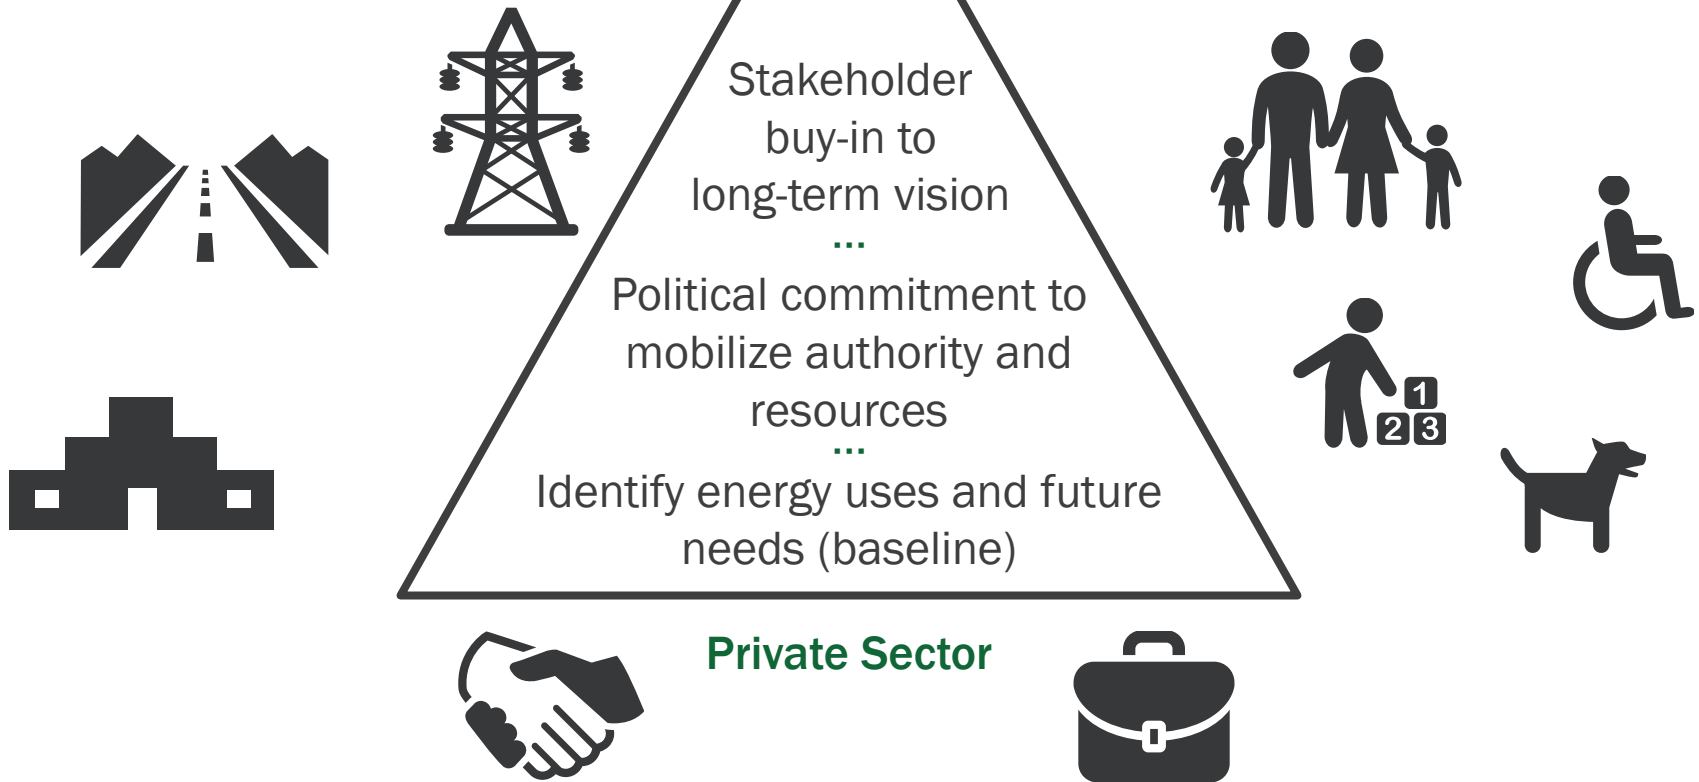 Stakeholder
buy-in to
long-term vision
...
Political commitment to
mobilize authority and
resources
...
Identify energy uses and future
needs (baseline)
1
2 3
Private Sector